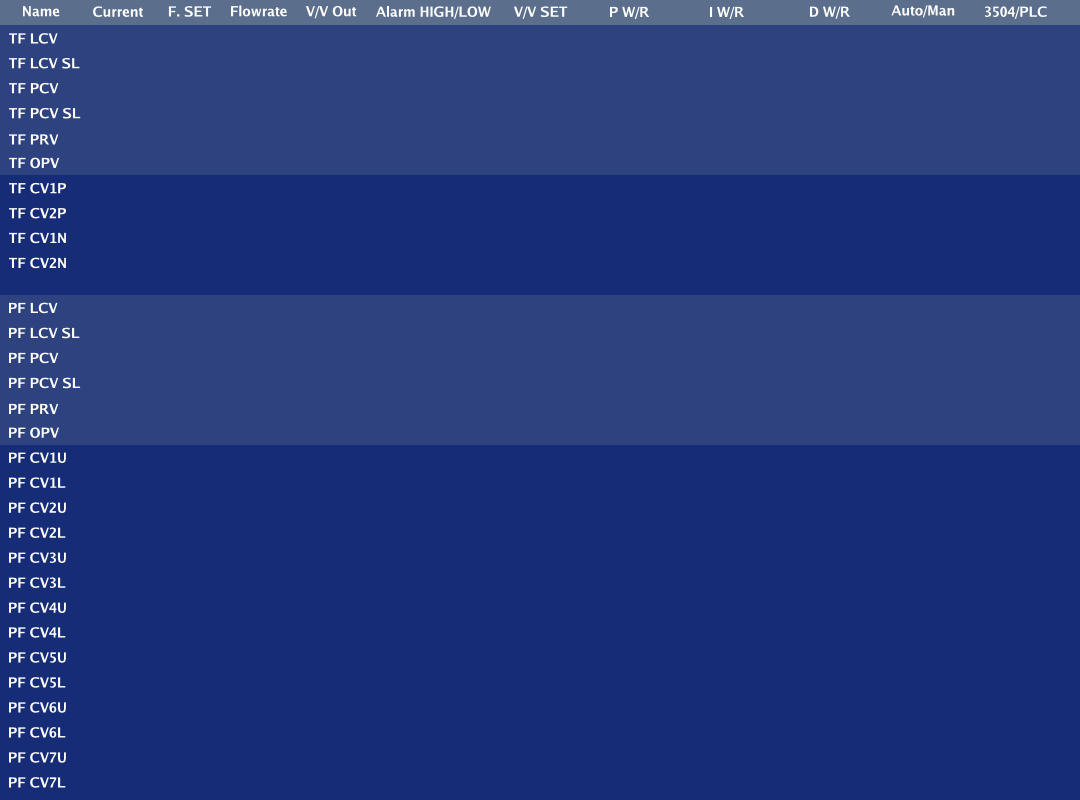 Name Current F. SET Flowrate V/V Out Alarm HIGH/LOW V/V SET P W/R I W/R D W/R Auto/Man 3504/PLC
TF LCV
TF LCV SL
TF PCV
TF PCV SL
TF PRV
TF OPV
TF CV1P
TF CV2P
TF CV1N
TF CV2N
PF LCV
PF LCV SL
PF PCV
PF PCV SL
PF PRV
PF OPV
PF CV1U
PF CV1L
PF CV2U
PF CV2L
PF CV3U
PF CV3L
PF CV4U
PF CV4L
PF CV5U
PF CV5L
PF CV6U
PF CV6L
PF CV7U
PF CV7L